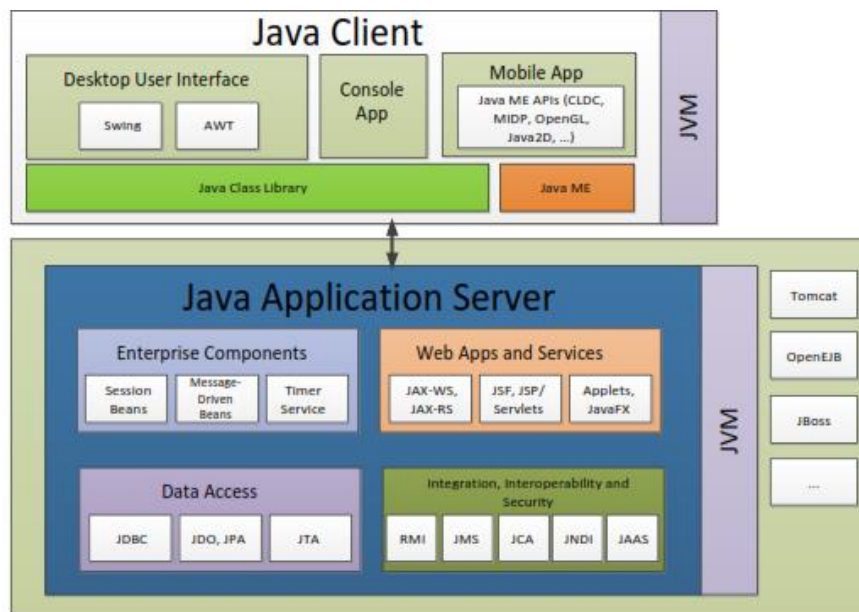 Java Client
Desktop User Interface
Swing
AWT
Console
App
Mobile App
Java ME APIs (CLDC,
MIDP, OpenGL,
Java2D, ...)
JVM
Java Class Library
Java ME
Java Application Server
Enterprise Components
Session
Beans
Message-
Driven
Beans
Timer
Service
Web Apps and Services
JAX-WS,
JAX-RS
JSF, JSP/
Servlets
Applets,
JavaFX
Data Access
JDBC
JDO, JPA
JTA
Integration, Interoperability and
Security
RMI
JMS
JCA
JNDI
JAAS
JVM
Tomcat
OpenEJB
JBoss
...